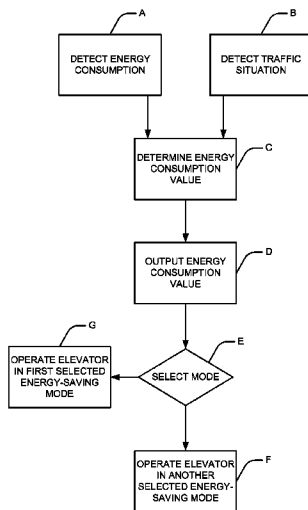 A
B
DETECT ENERGY
CONSUMPTION
DETECT TRAFFIC
SITUATION
C
DETERMINE ENERGY
CONSUMPTION
VALUE
D
OUTPUT ENERGY
CONSUMPTION
VALUE
G
E
OPERATE ELEVATOR
IN FIRST SELECTED
ENERGY-SAVING
MODE
SELECT MODE
F
OPERATE ELEVATOR
IN ANOTHER
SELECTED ENERGY-
SAVING MODE